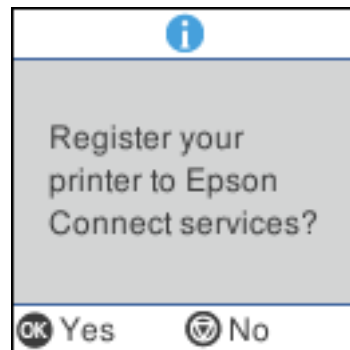 Register your
printer to Epson
Connect services?
OK Yes No